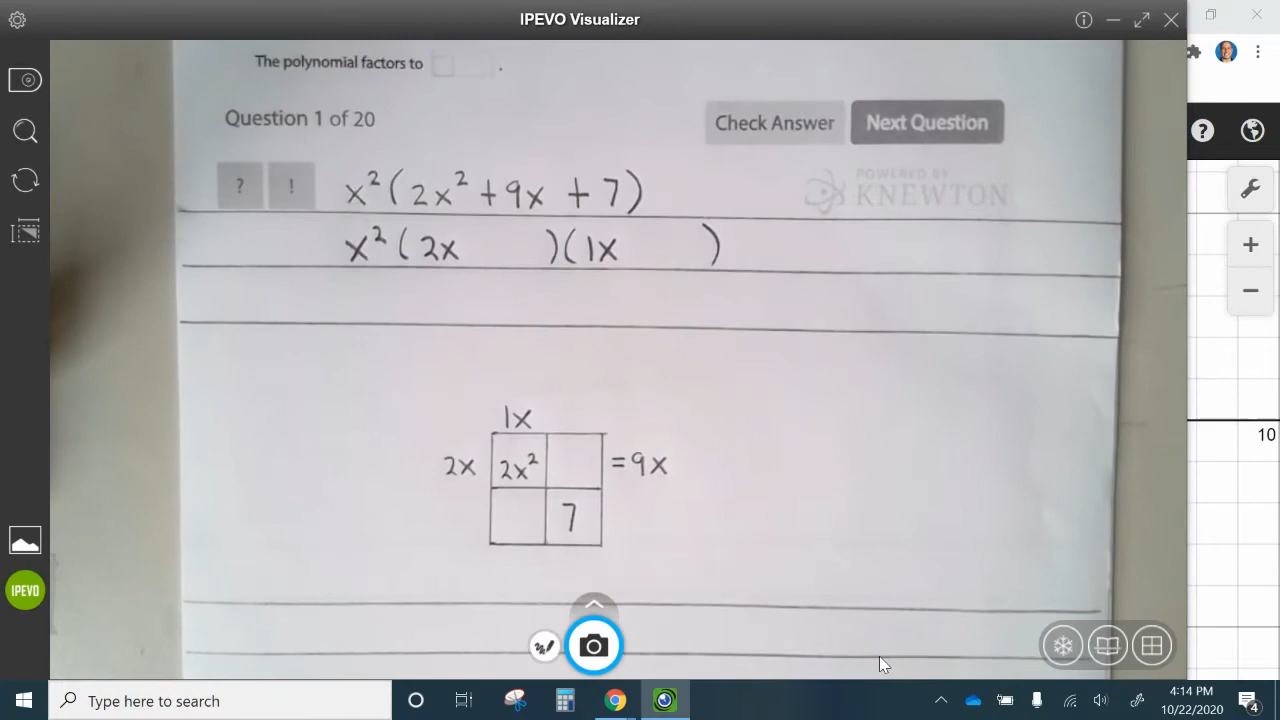 IPEVO Visualizer
The polynomial factors to .
Question 1 of 20
Check Answer
Next Question
? !
x²(2x² + 9x + 7)
POWERED BY
KNEWTON
x²(2x )(1x )
1x
2x 2x² = 9x
7
10
IPEVO
Type here to search
4:14 PM
10/22/2020
4